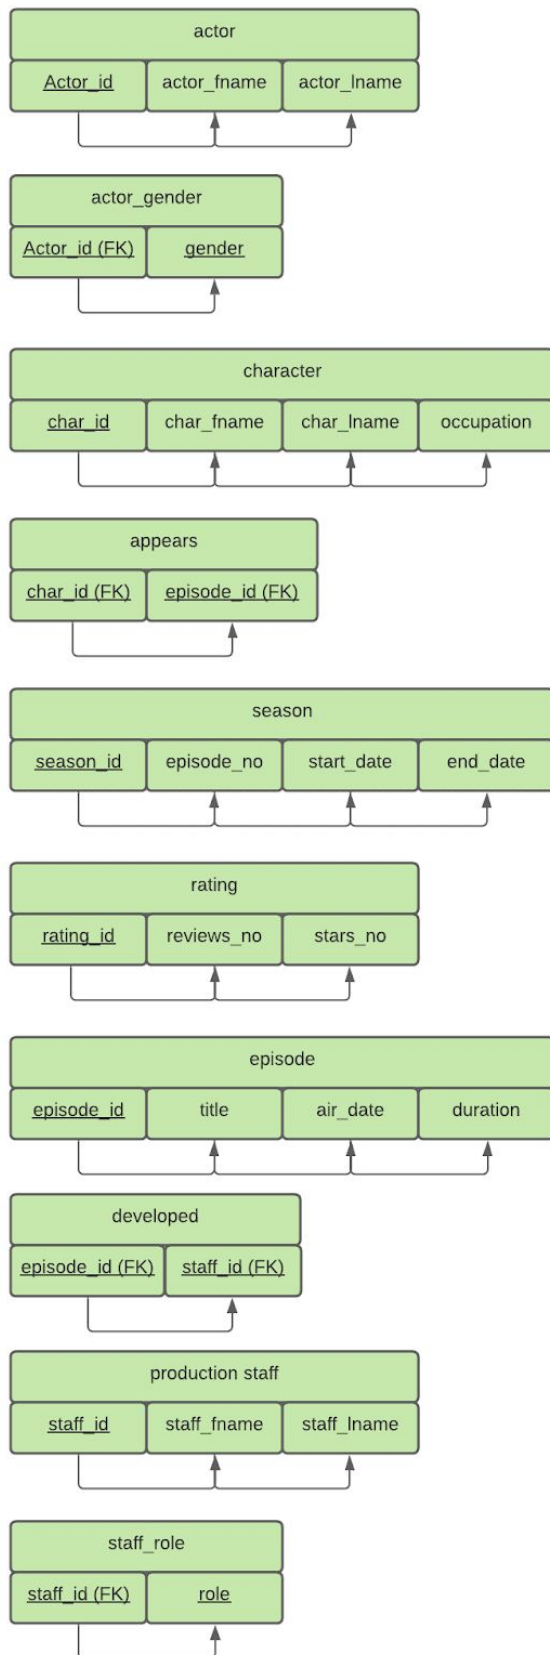 actor
Actor_id actor_fname actor_lname
actor_gender
Actor_id (FK) gender
character
char_id char_fname char_lname occupation
appears
char_id (FK) episode_id (FK)
season
season_id episode_no start_date end_date
rating
rating_id reviews_no stars_no
episode
episode_id title air_date duration
developed
episode_id (FK) staff_id (FK)
production staff
staff_id staff_fname staff_lname
staff_role
staff_id (FK) role